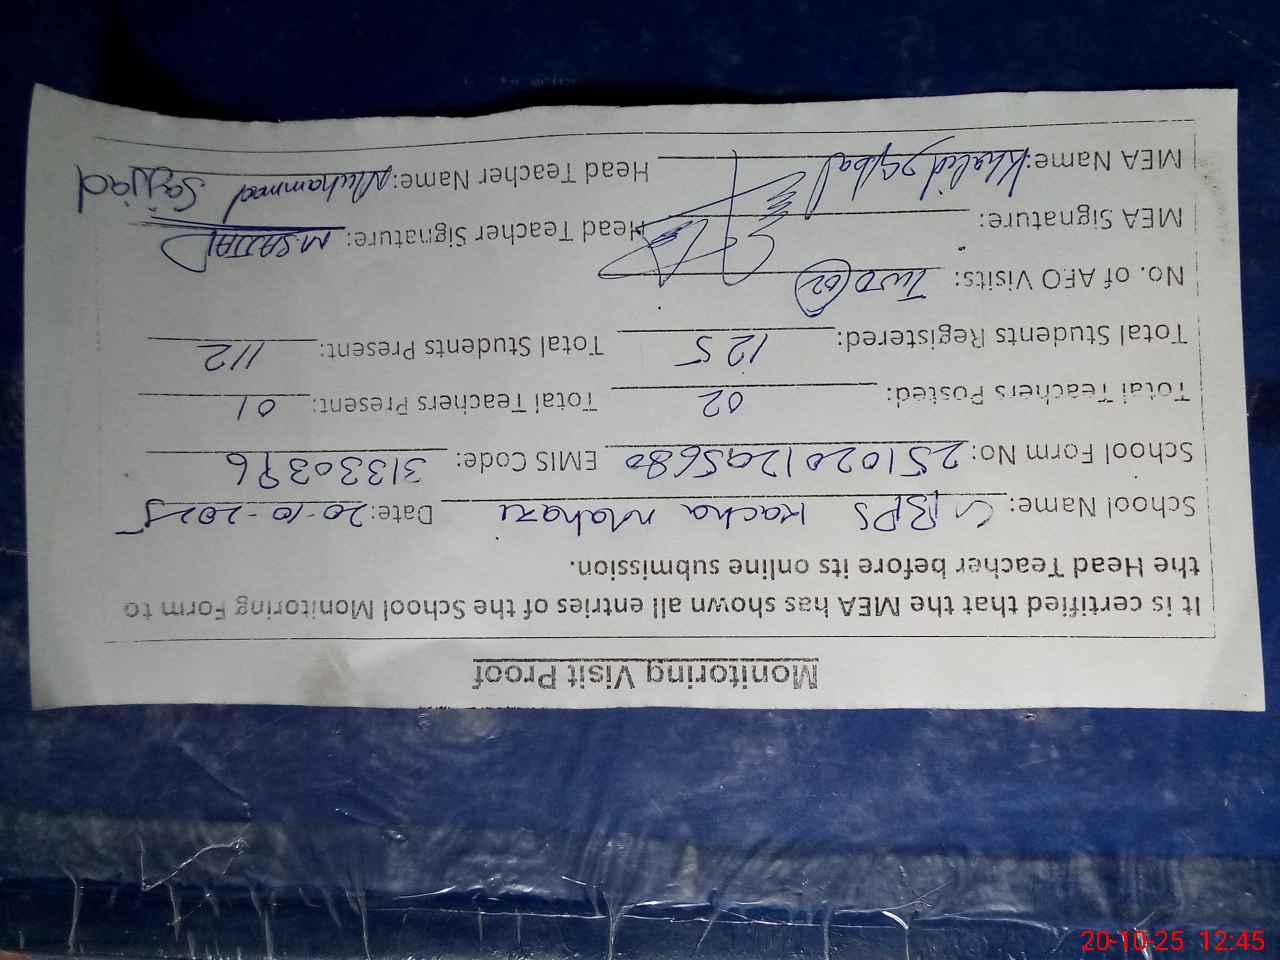 Monitoring Visit Proof
It is certified that the MEA has shown all entries of the School Monitoring Form to
the Head Teacher before its online submission.
School Name: GBPS Kacha Mahazi Date: 20-10-2025
School Form No: 2510201295680 EMIS Code: 31330396
Total Teachers Posted: 02 Total Teachers Present: 01
Total Students Registered: 125 Total Students Present: 112
No. of AEO Visits: Two (02)
MEA Signature: Head Teacher Signature: M.SAJJAD
MEA Name: Khalid Iqbal Head Teacher Name: Muhammad Sajjad
20-10-25 12:45